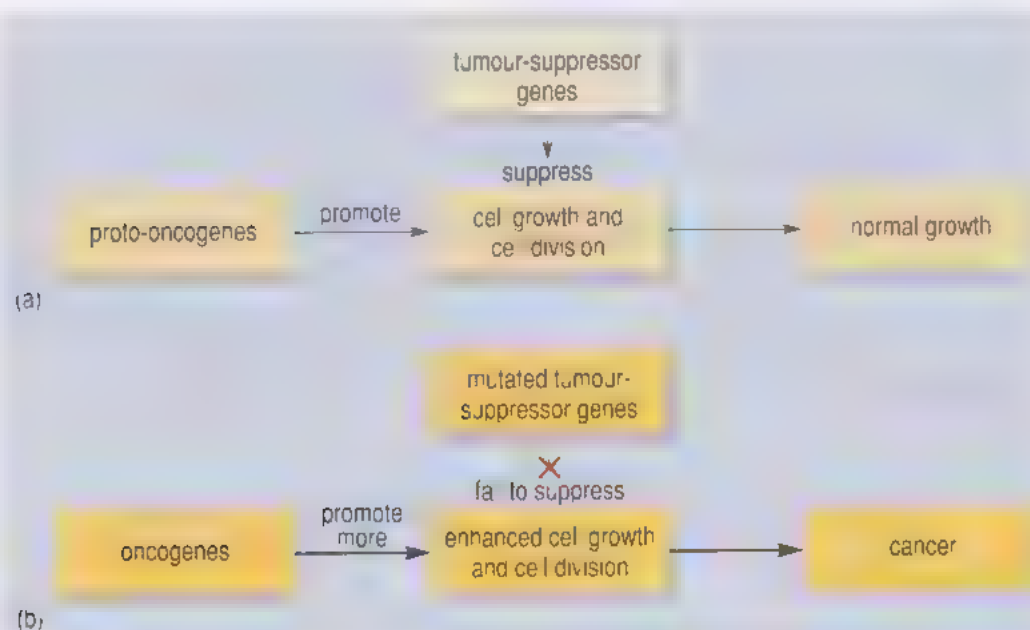 tumour-suppressor
genes
suppress
proto-oncogenes
promote
cell growth and
cell division
normal growth
(a)
mutated tumour-
suppressor genes
fail to suppress
oncogenes
promote
more
enhanced cell growth
and cell division
cancer
(b)